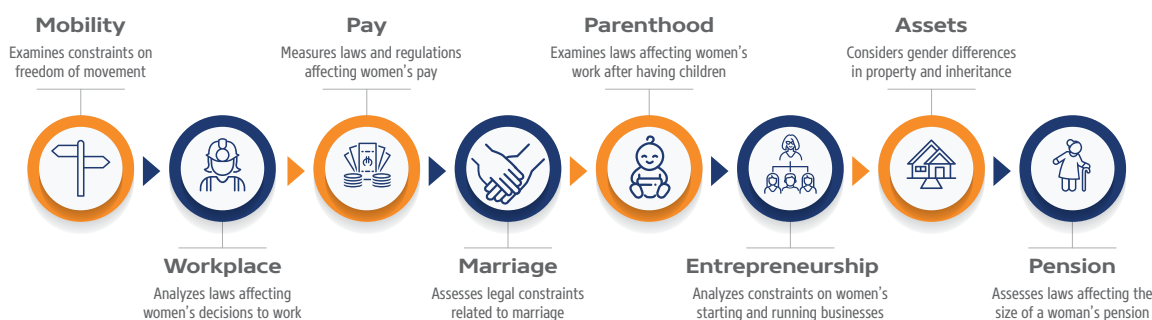 Mobility
Examines constraints on
freedom of movement
Pay
Measures laws and regulations
affecting women’s pay
Parenthood
Examines laws affecting women’s
work after having children
Assets
Considers gender differences
in property and inheritance
Workplace
Analyzes laws affecting
women’s decisions to work
Marriage
Assesses legal constraints
related to marriage
Entrepreneurship
Analyzes constraints on women’s
starting and running businesses
Pension
Assesses laws affecting the
size of a woman’s pension